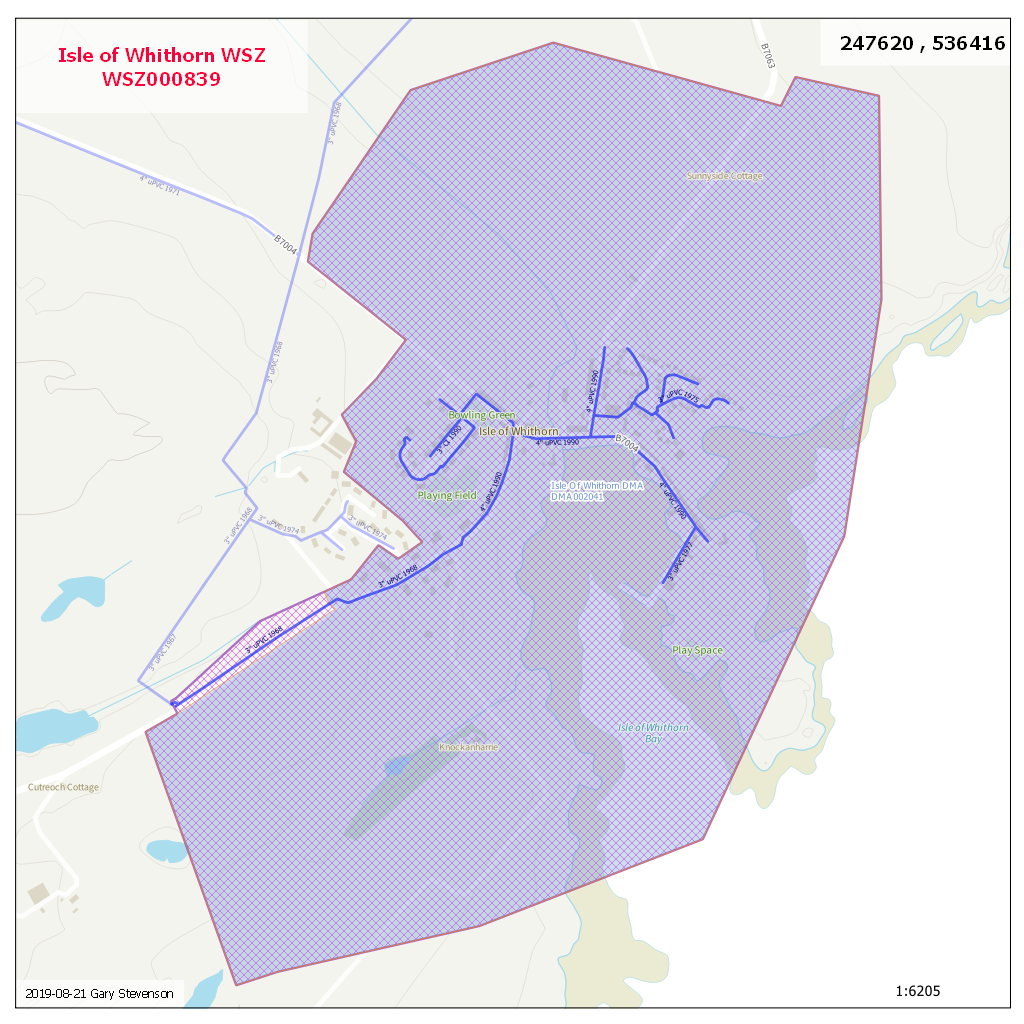 Isle of Whithorn WSZ
WSZ000839
247620 , 536416
B7063
3" uPVC 1968
4" uPVC 1971
Sunnyside Cottage
B7004
3" uPVC 1968
4" uPVC 1990
3" uPVC 1975
Bowling Green
Isle of Whithorn
3" CI 1990
4" uPVC 1990
B7004
4" uPVC 1990
Isle Of Whithorn DMA
DMA 002041
Playing Field
4" uPVC 1990
3" uPVC 1968
3" uPVC 1974
3" uPVC 1974
3" uPVC 1977
3" uPVC 1968
3" uPVC 1968
3" uPVC 1967
Play Space
Isle of Whithorn
Bay
Knockanharrie
Cutreoch Cottage
2019-08-21 Gary Stevenson
1:6205